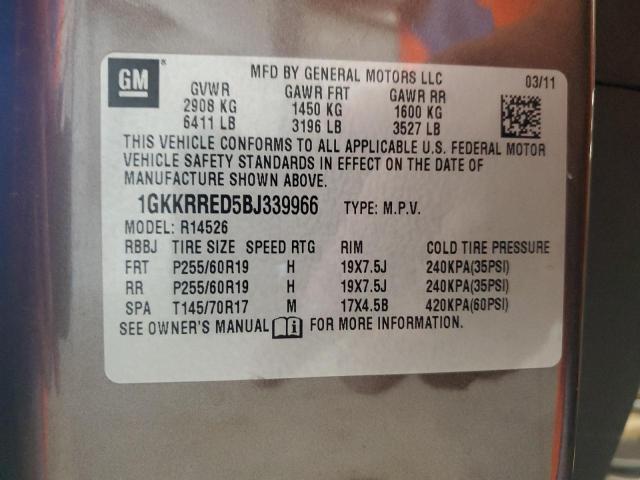 GM
MFD BY GENERAL MOTORS LLC 03/11
GVWR GAWR FRT GAWR RR
2908 KG 1450 KG 1600 KG
6411 LB 3196 LB 3527 LB
THIS VEHICLE CONFORMS TO ALL APPLICABLE U.S. FEDERAL MOTOR
VEHICLE SAFETY STANDARDS IN EFFECT ON THE DATE OF
MANUFACTURE SHOWN ABOVE.
1GKKRRED5BJ339966 TYPE: M.P.V.
MODEL: R14526
RBBJ TIRE SIZE SPEED RTG RIM COLD TIRE PRESSURE
FRT P255/60R19 H 19X7.5J 240KPA(35PSI)
RR P255/60R19 H 19X7.5J 240KPA(35PSI)
SPA T145/70R17 M 17X4.5B 420KPA(60PSI)
SEE OWNER'S MANUAL FOR MORE INFORMATION.